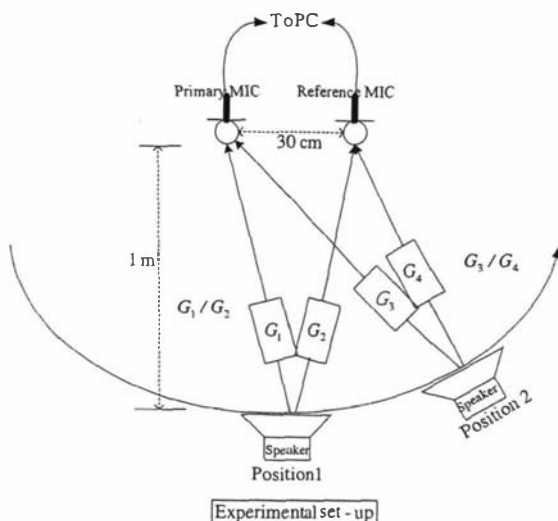 ToPC
Primary MIC Reference MIC
30 cm
1 m
G1 / G2
G1
G2
G3
G4
G3 / G4
Speaker
Position1
Speaker
Position 2
Experimental set - up